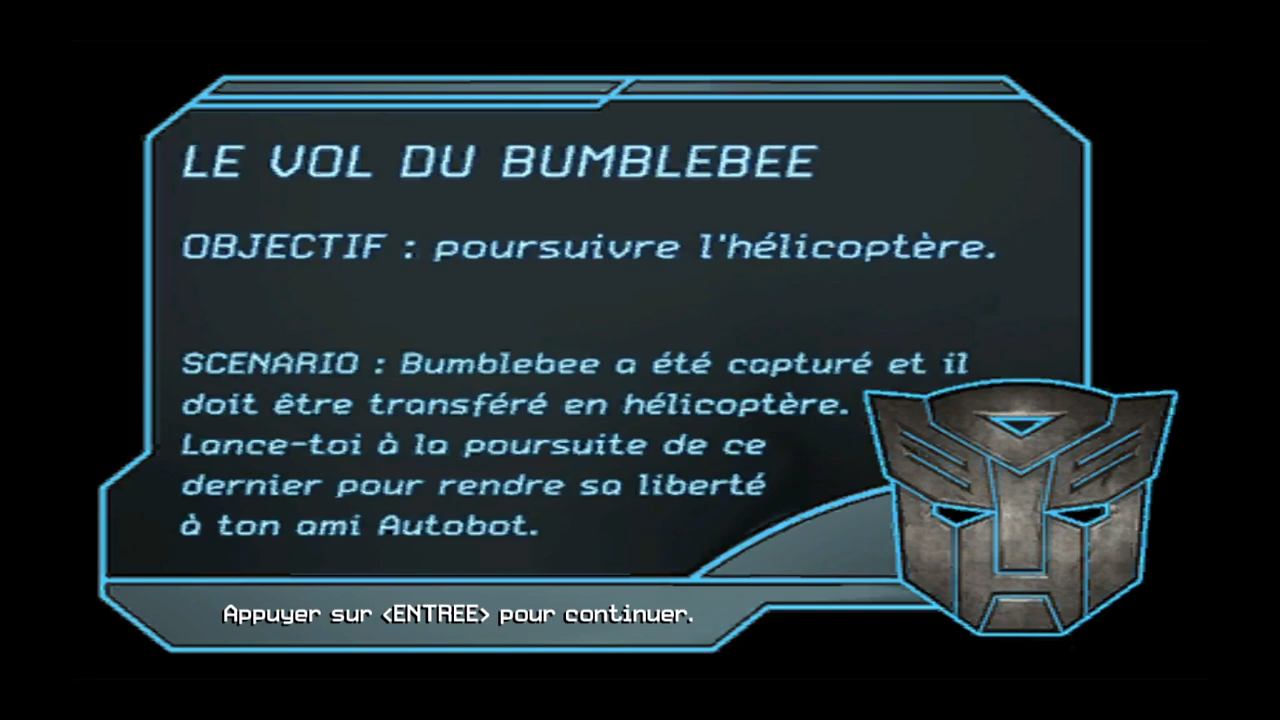 LE VOL DU BUMBLEBEE
OBJECTIF : poursuivre l'hélicoptère.
SCENARIO : Bumblebee a été capturé et il
doit être transféré en hélicoptère.
Lance-toi à la poursuite de ce
dernier pour rendre sa liberté
à ton ami Autobot.
Appuyer sur <ENTREE> pour continuer.